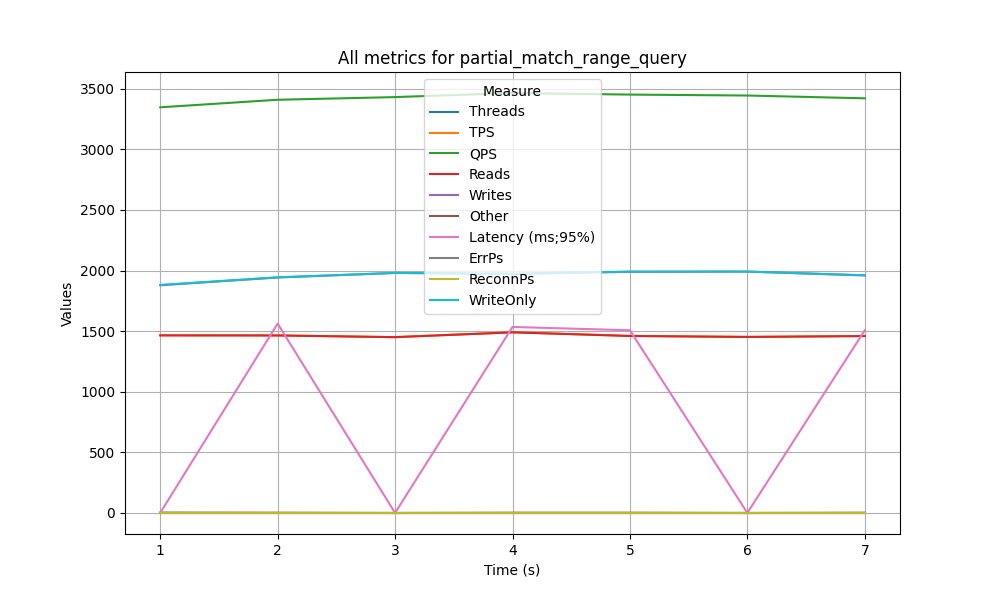 All metrics for partial_match_range_query
3500
3000
2500
2000
1500
1000
500
0
Values
Measure
Threads
TPS
QPS
Reads
Writes
Other
Latency (ms;95%)
ErrPs
ReconnPs
WriteOnly
1 2 3 4 5 6 7
Time (s)